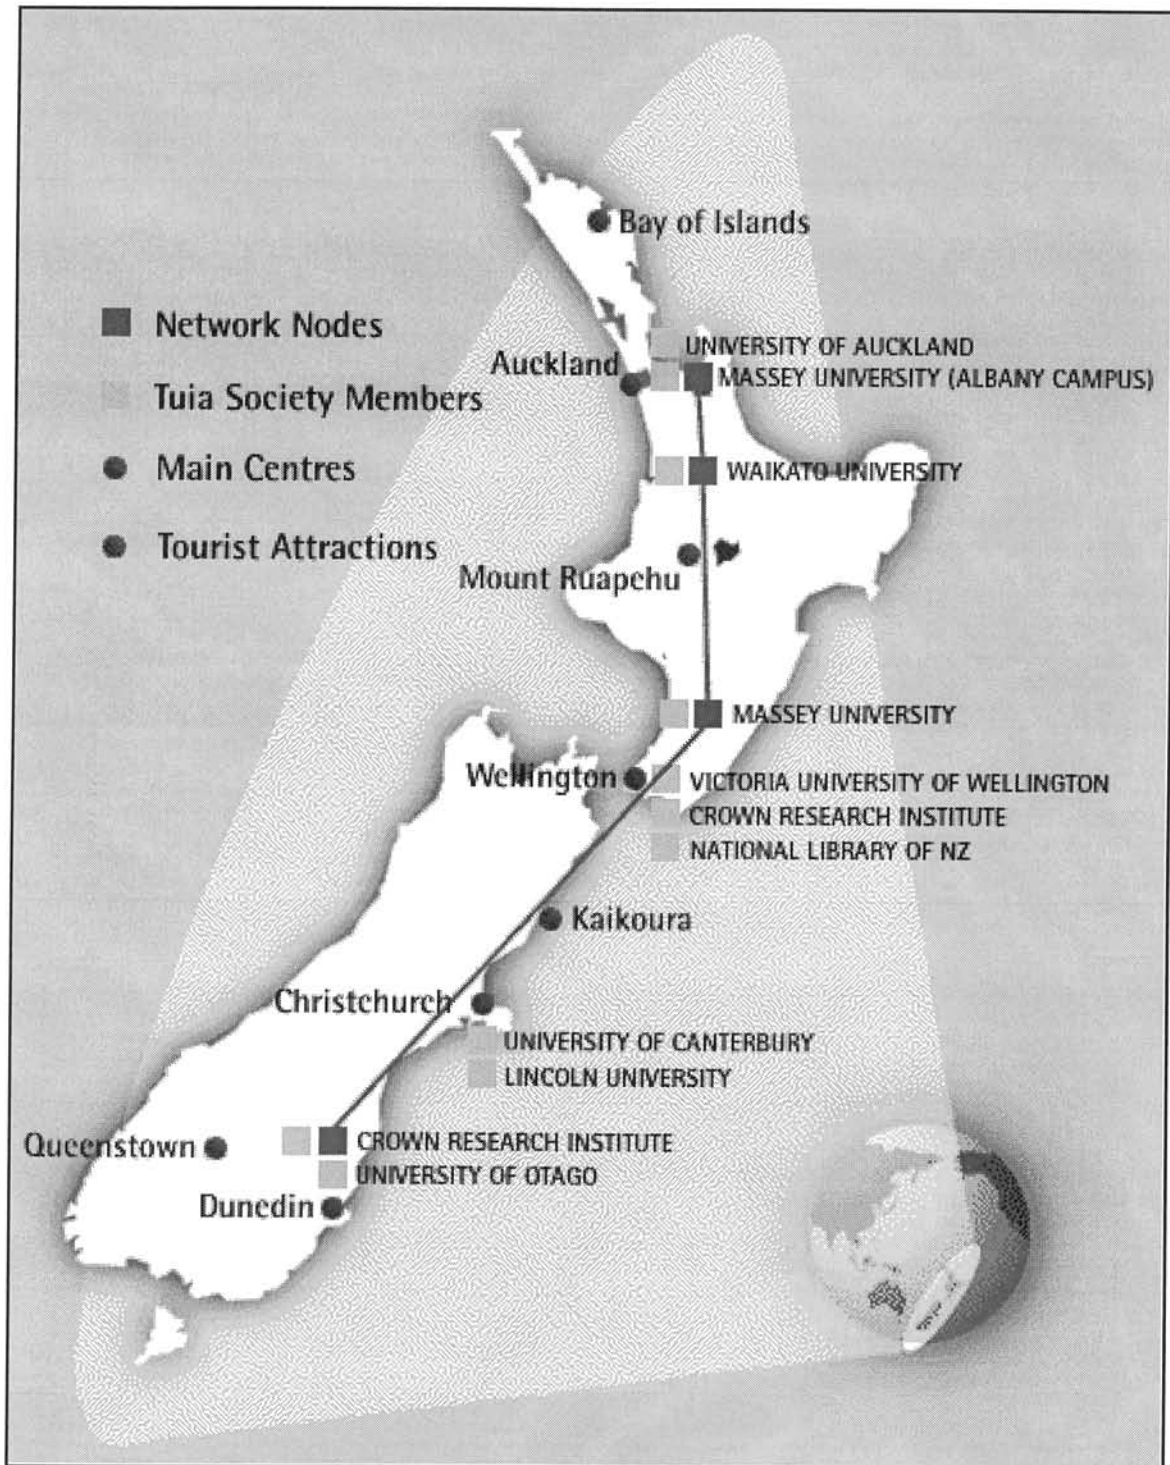 Bay of Islands
Network Nodes
UNIVERSITY OF AUCKLAND
Auckland
MASSEY UNIVERSITY (ALBANY CAMPUS)
Tuia Society Members
Main Centres
WAIKATO UNIVERSITY
Tourist Attractions
Mount Ruapehu
MASSEY UNIVERSITY
Wellington
VICTORIA UNIVERSITY OF WELLINGTON
CROWN RESEARCH INSTITUTE
NATIONAL LIBRARY OF NZ
Kaikoura
Christchurch
UNIVERSITY OF CANTERBURY
LINCOLN UNIVERSITY
Queenstown
CROWN RESEARCH INSTITUTE
UNIVERSITY OF OTAGO
Dunedin